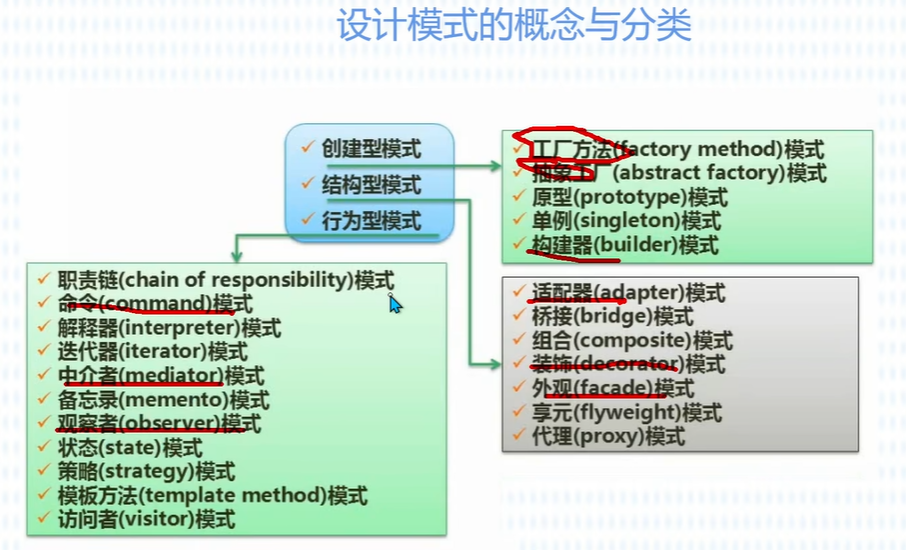 设计模式的概念与分类
创建型模式
结构型模式
行为型模式
工厂方法(factory method)模式
抽象工厂(abstract factory)模式
原型(prototype)模式
单例(singleton)模式
构建器(builder)模式
职责链(chain of responsibility)模式
命令(command)模式
解释器(interpreter)模式
迭代器(iterator)模式
中介者(mediator)模式
备忘录(memento)模式
观察者(observer)模式
状态(state)模式
策略(strategy)模式
模板方法(template method)模式
访问者(visitor)模式
适配器(adapter)模式
桥接(bridge)模式
组合(composite)模式
装饰(decorator)模式
外观(facade)模式
享元(flyweight)模式
代理(proxy)模式